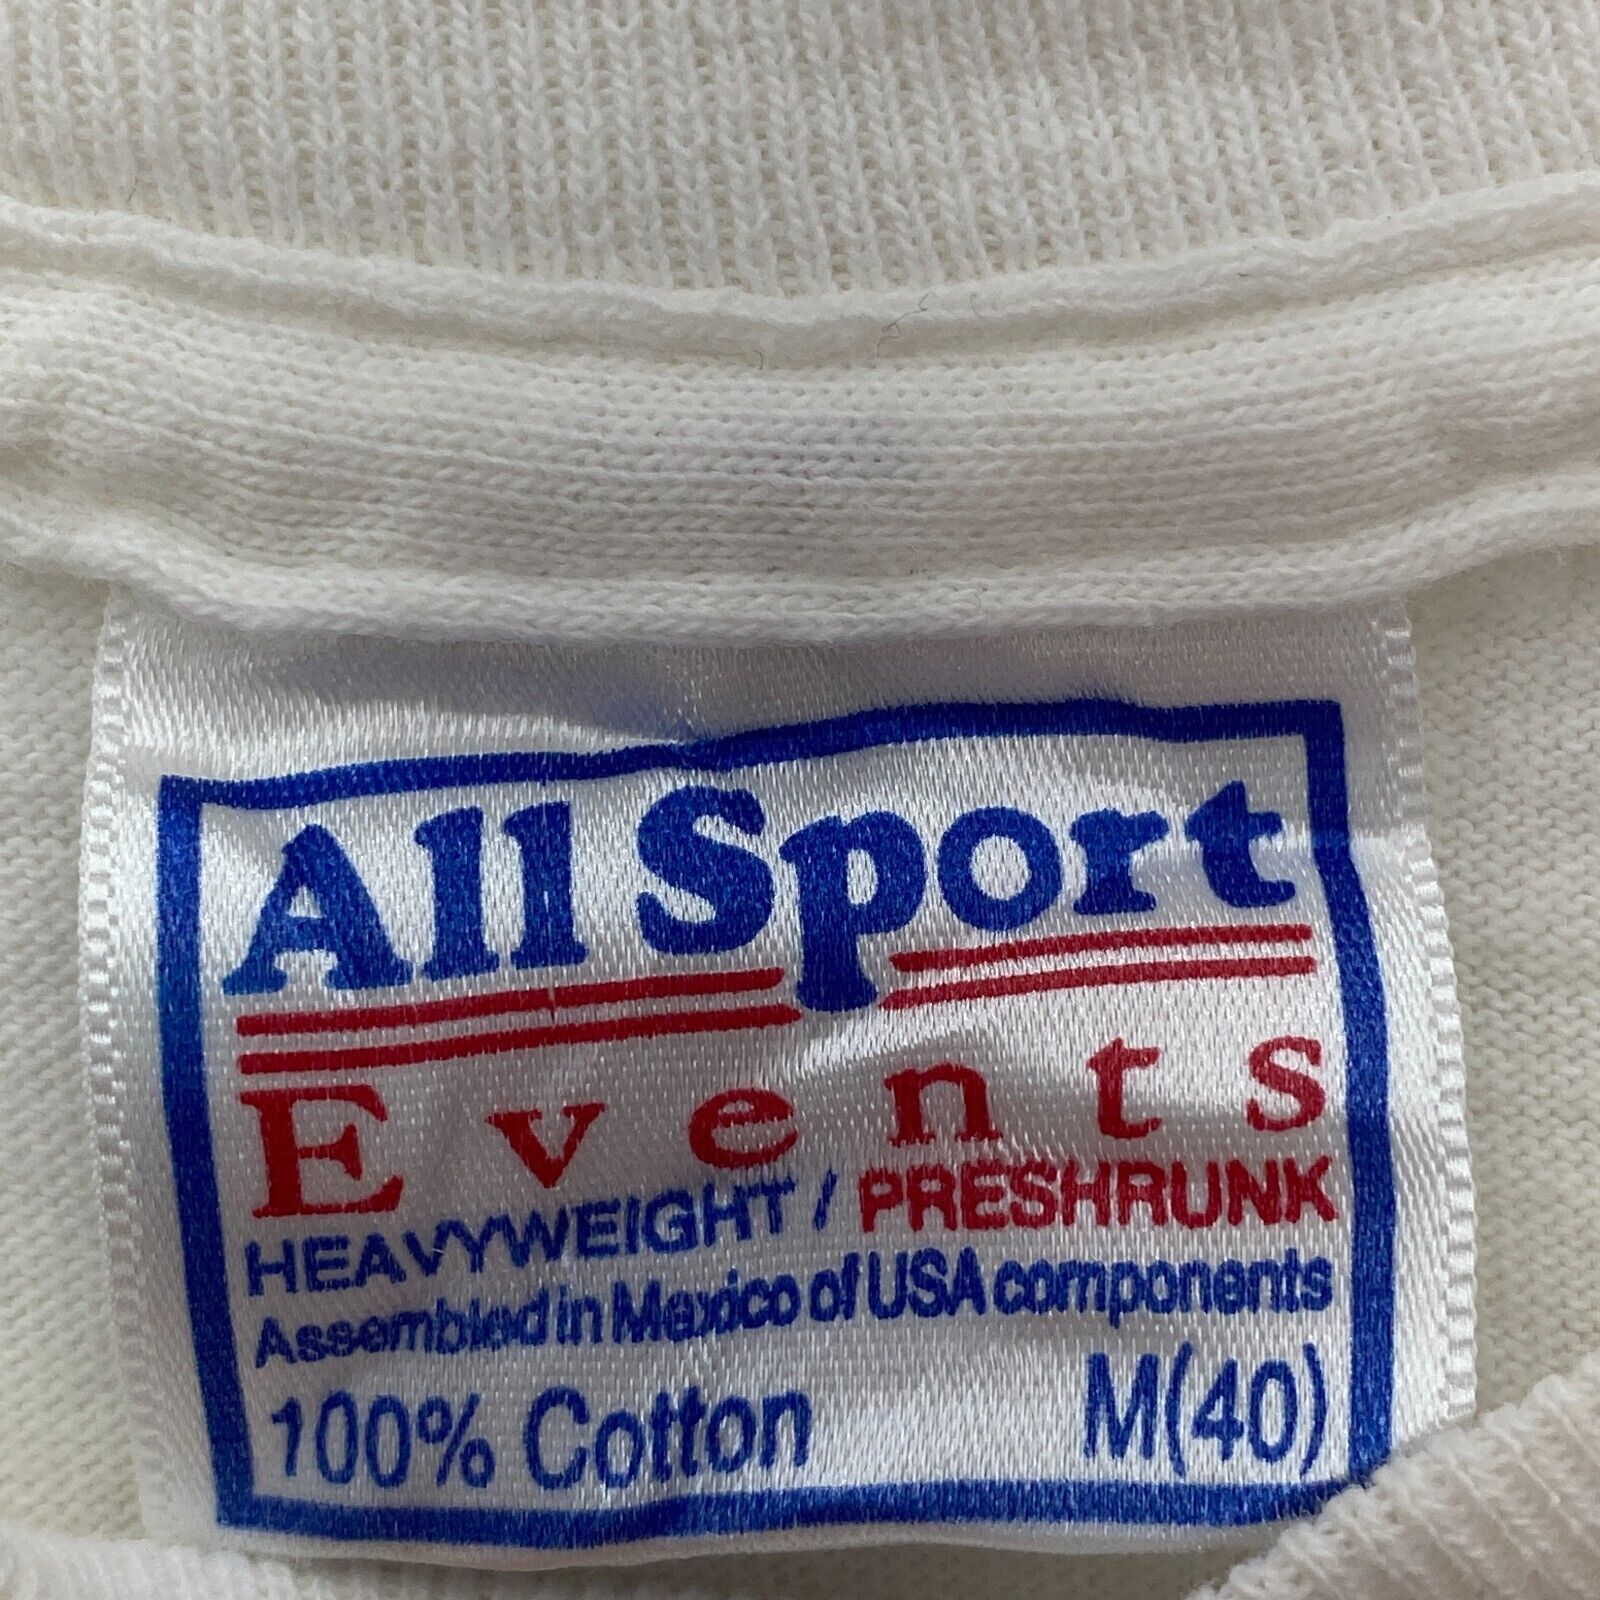 All Sport
Events
HEAVYWEIGHT / PRESHRUNK
Assembled in Mexico of USA components
100% Cotton M(40)